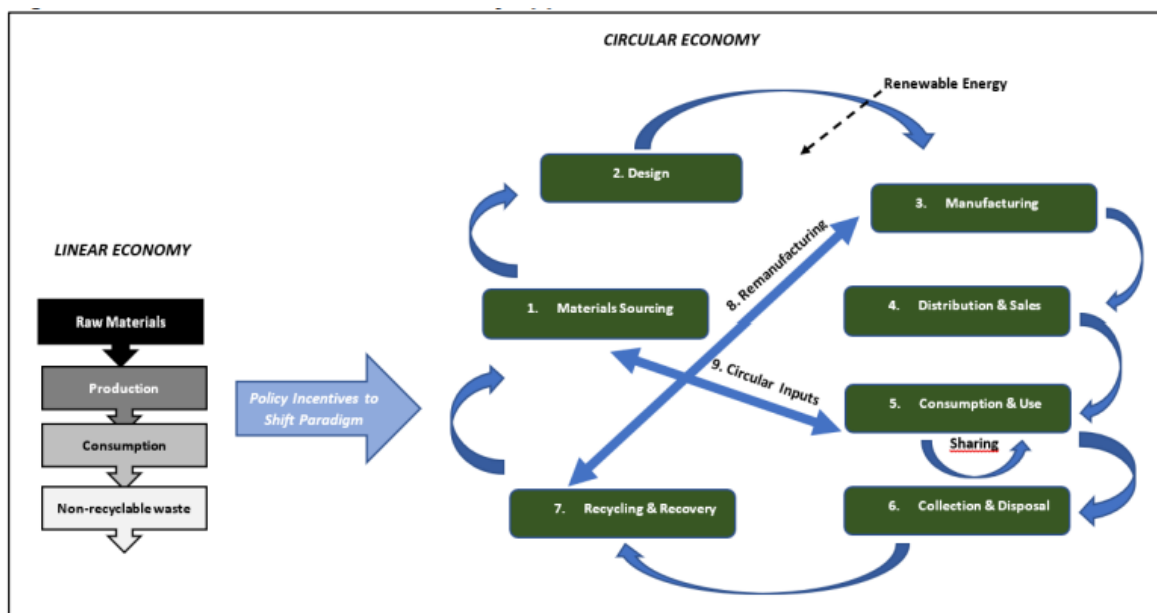 CIRCULAR ECONOMY
Renewable Energy
2. Design
3. Manufacturing
LINEAR ECONOMY
8. Remanufacturing
Raw Materials
1. Materials Sourcing
4. Distribution & Sales
Production
Policy Incentives to
Shift Paradigm
9. Circular Inputs
5. Consumption & Use
Consumption
Sharing
Non-recyclable waste
7. Recycling & Recovery
6. Collection & Disposal